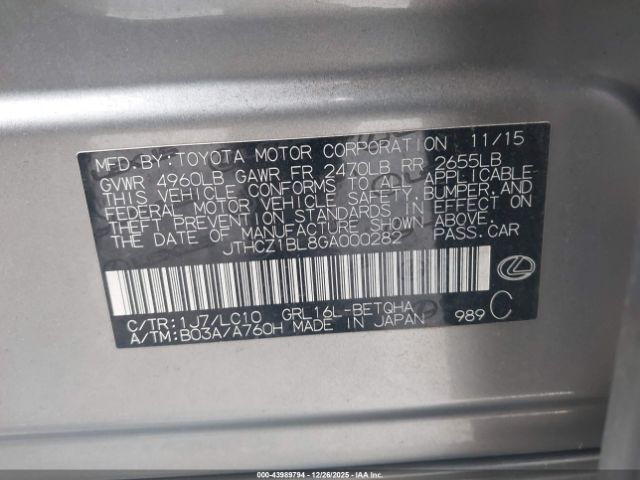 MFD.BY:TOYOTA MOTOR CORPORATION 11/15
GVWR 4960LB GAWR FR 2470LB RR 2655LB
THIS VEHICLE CONFORMS TO ALL APPLICABLE
FEDERAL MOTOR VEHICLE SAFETY,BUMPER,AND
THEFT PREVENTION STANDARDS IN EFFECT ON
THE DATE OF MANUFACTURE SHOWN ABOVE.
JTHCZ1BL8GA000282 PASS.CAR
C/TR:1J7/LC10 GRL16L-BETQHA
A/TM:B03A/A760H MADE IN JAPAN 989 C
000-43989794 - 12/26/2025 - IAA Inc.